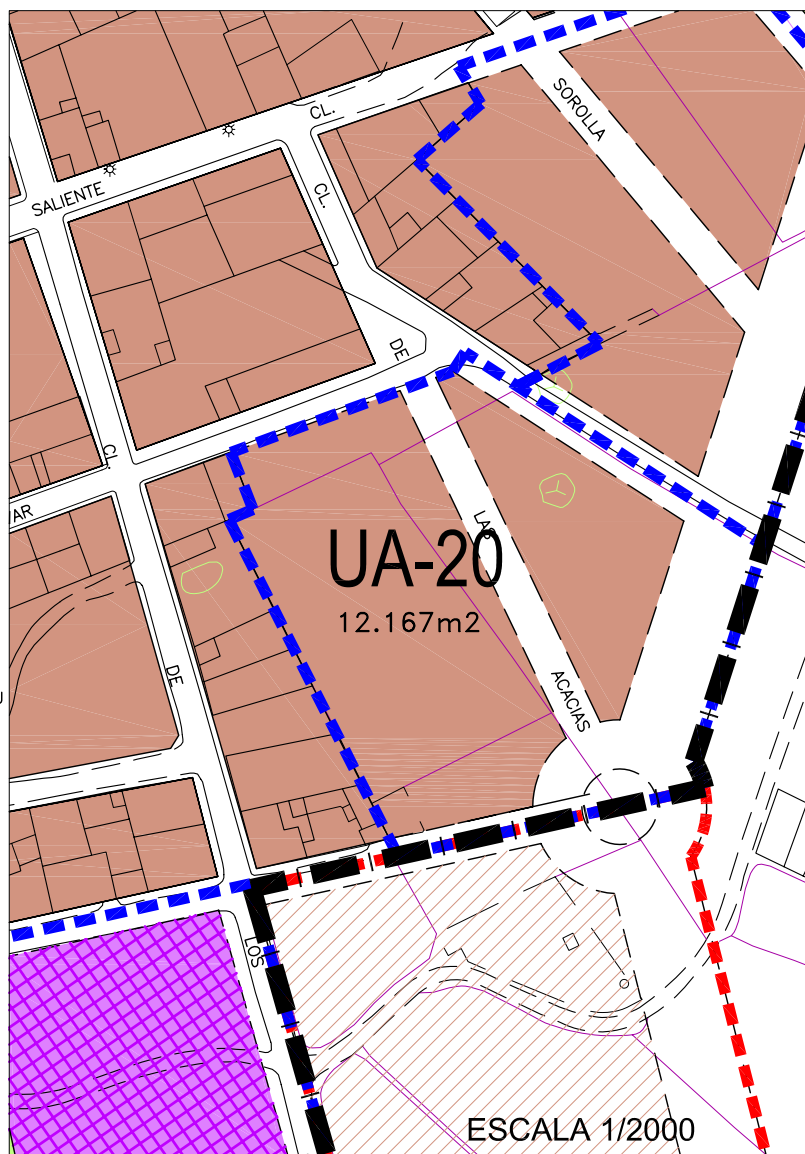 CL.
SOROLLA
SALIENTE
CL.
DE
CL.
LAS
UA-20
12.167m2
DE
ACACIAS
LOS
ESCALA 1/2000